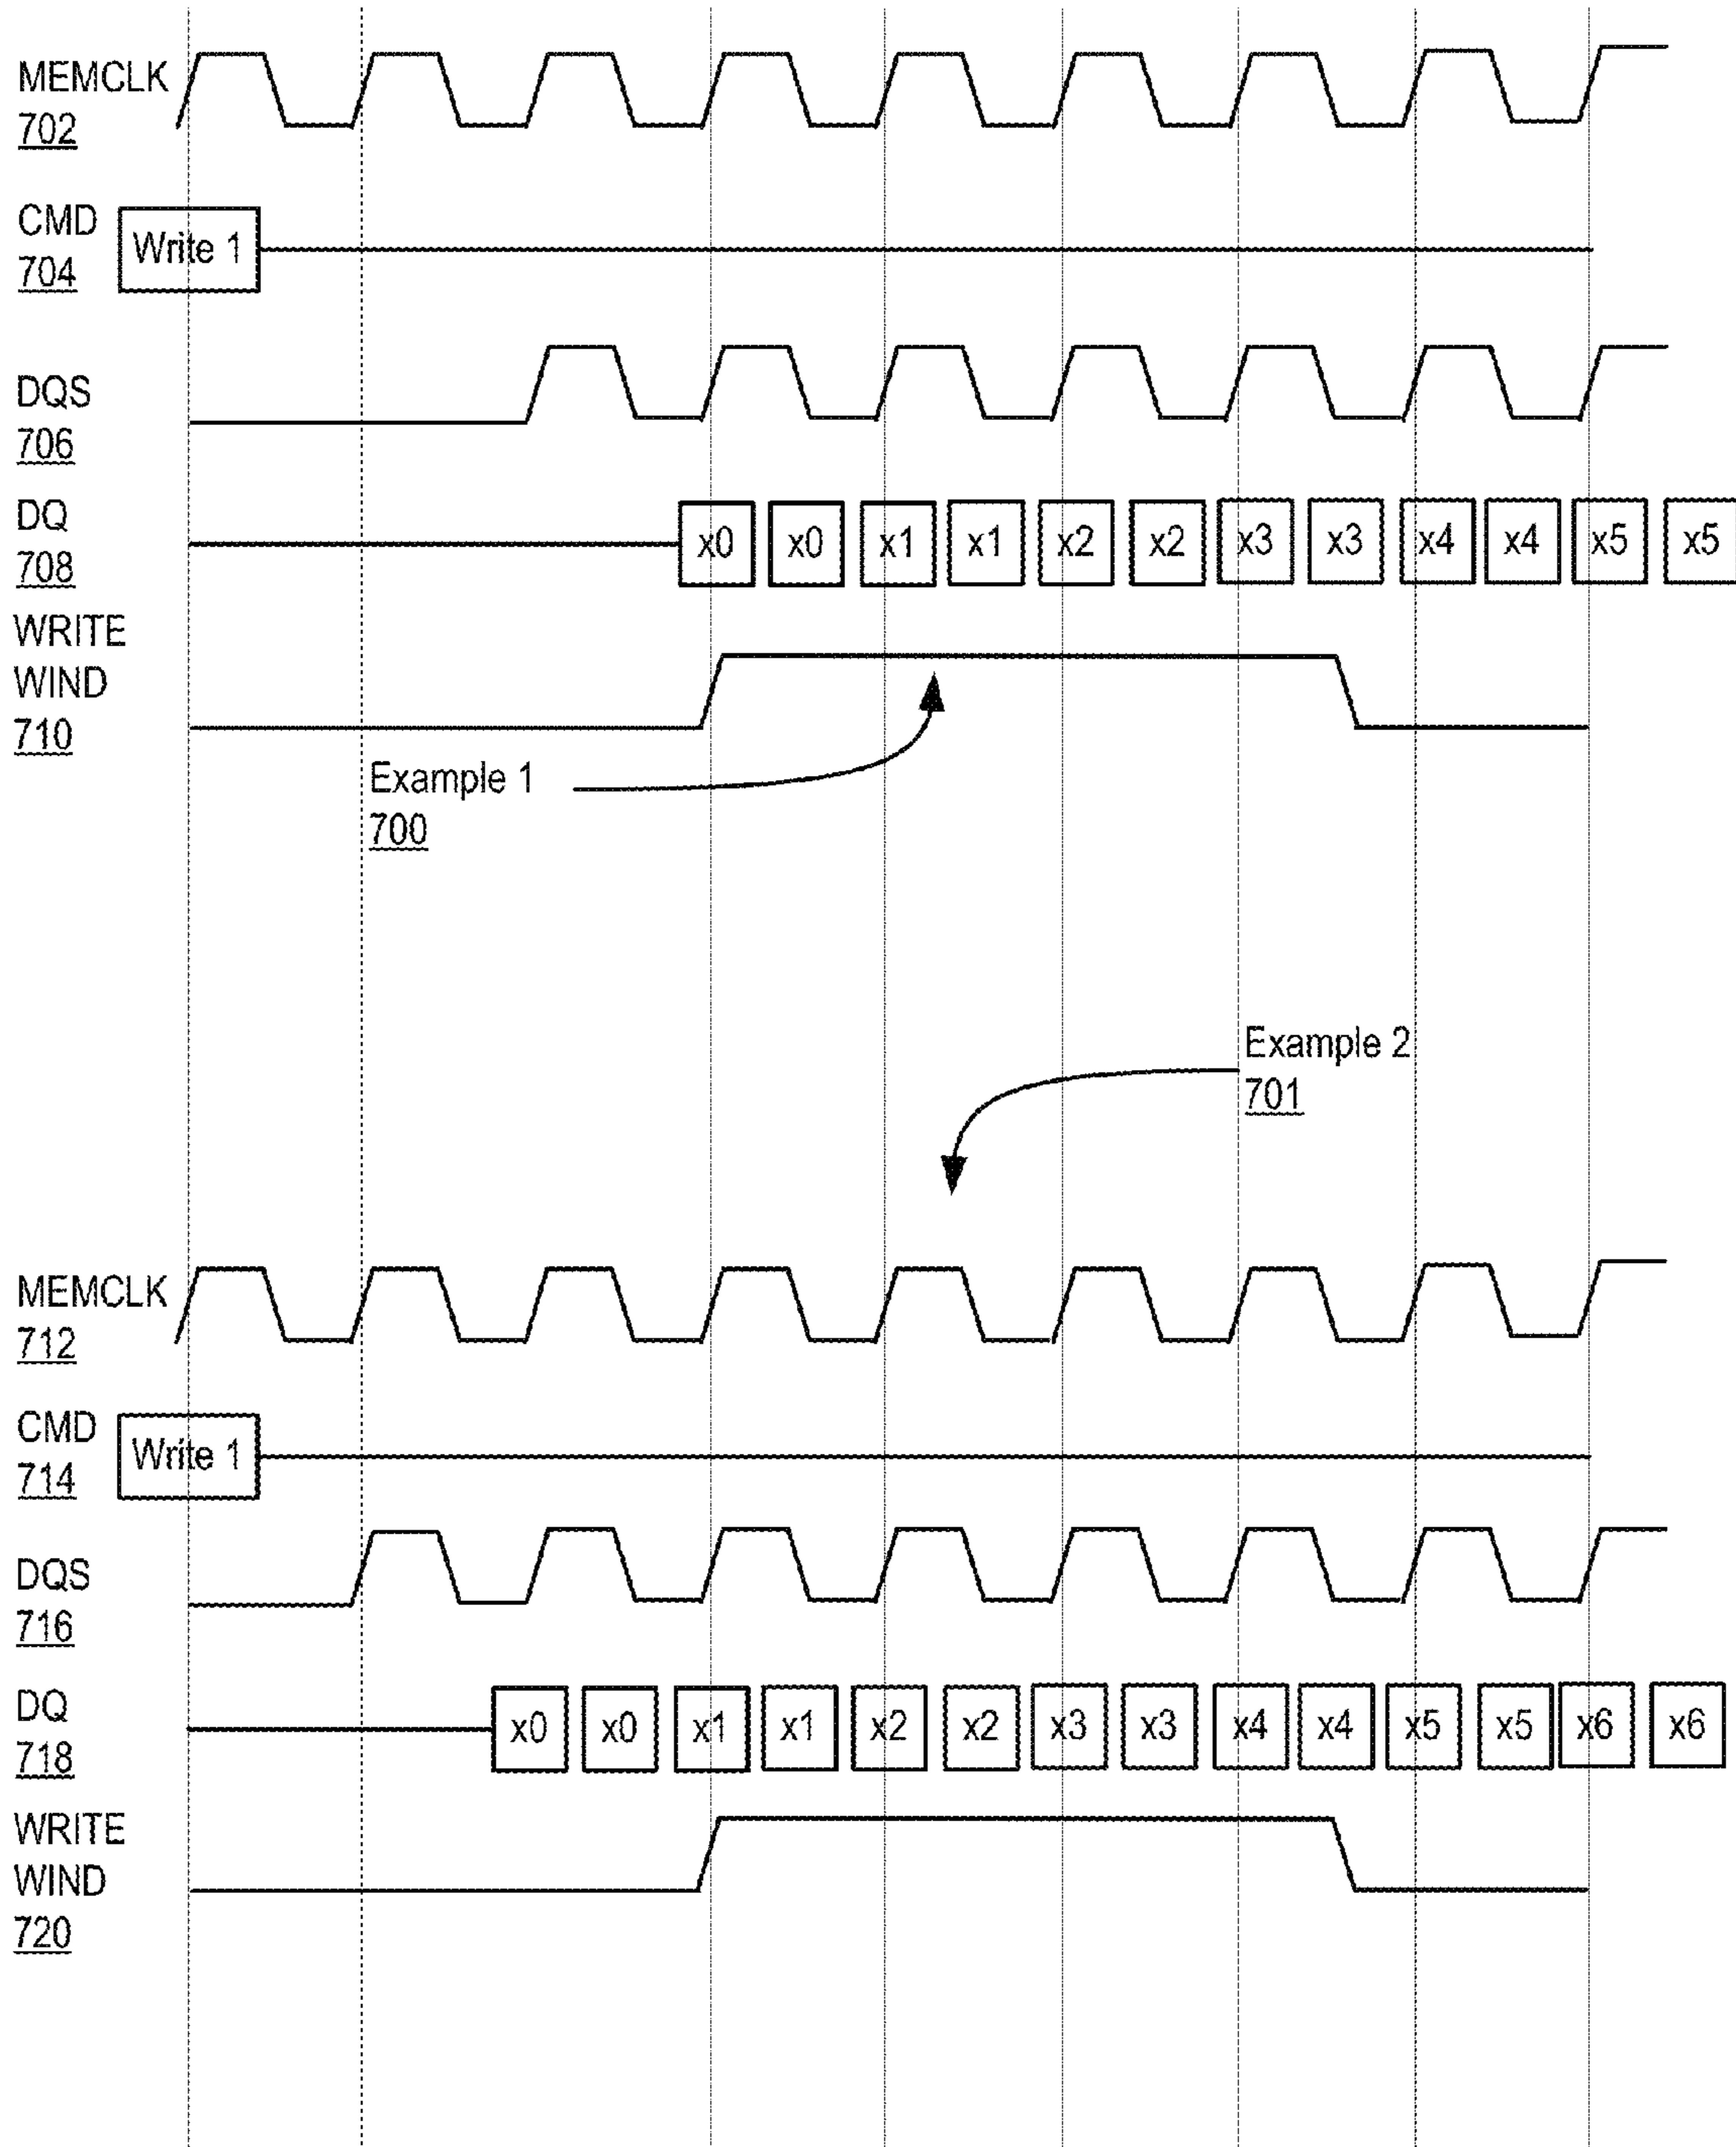 MEMCLK
702
CMD
704
Write 1
DQS
706
DQ
708
x0 x0 x1 x1 x2 x2 x3 x3 x4 x4 x5 x5
WRITE
WIND
710
Example 1
700
Example 2
701
MEMCLK
712
CMD
714
Write 1
DQS
716
DQ
718
x0 x0 x1 x1 x2 x2 x3 x3 x4 x4 x5 x5 x6 x6
WRITE
WIND
720